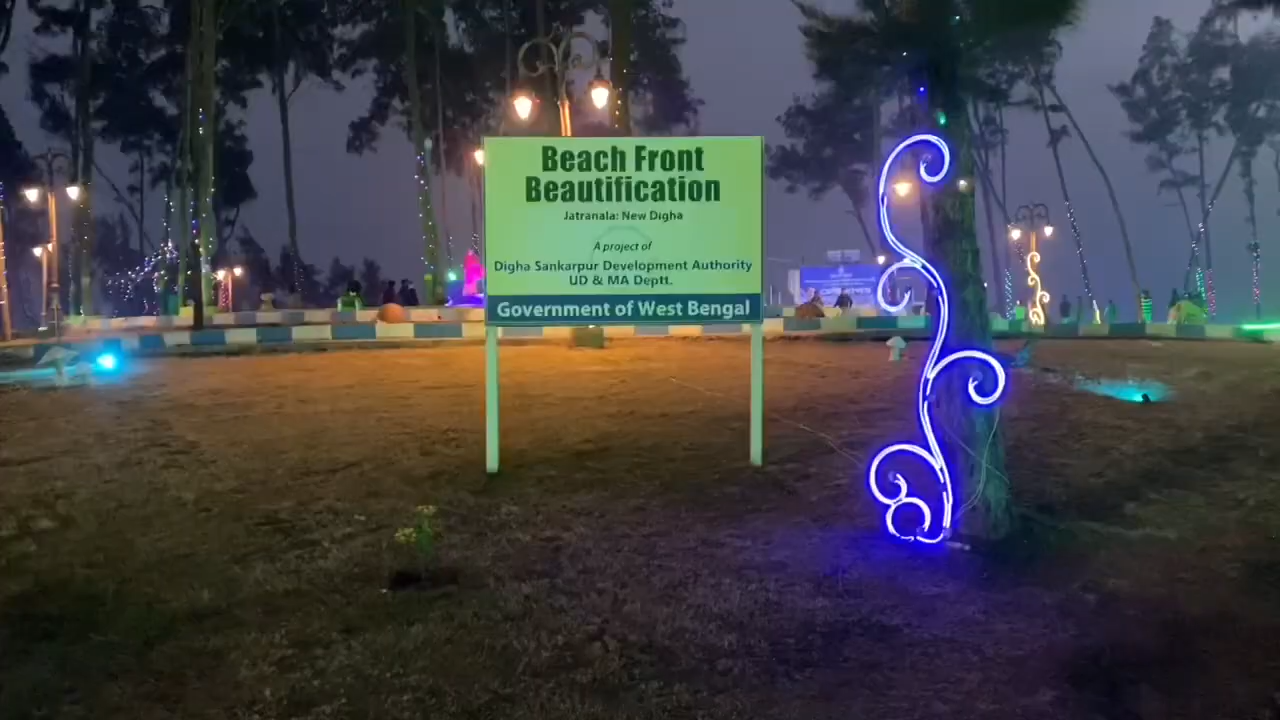 Beach Front
Beautification
Jatranala: New Digha
A project of
Digha Sankarpur Development Authority
UD & MA Deptt.
Government of West Bengal